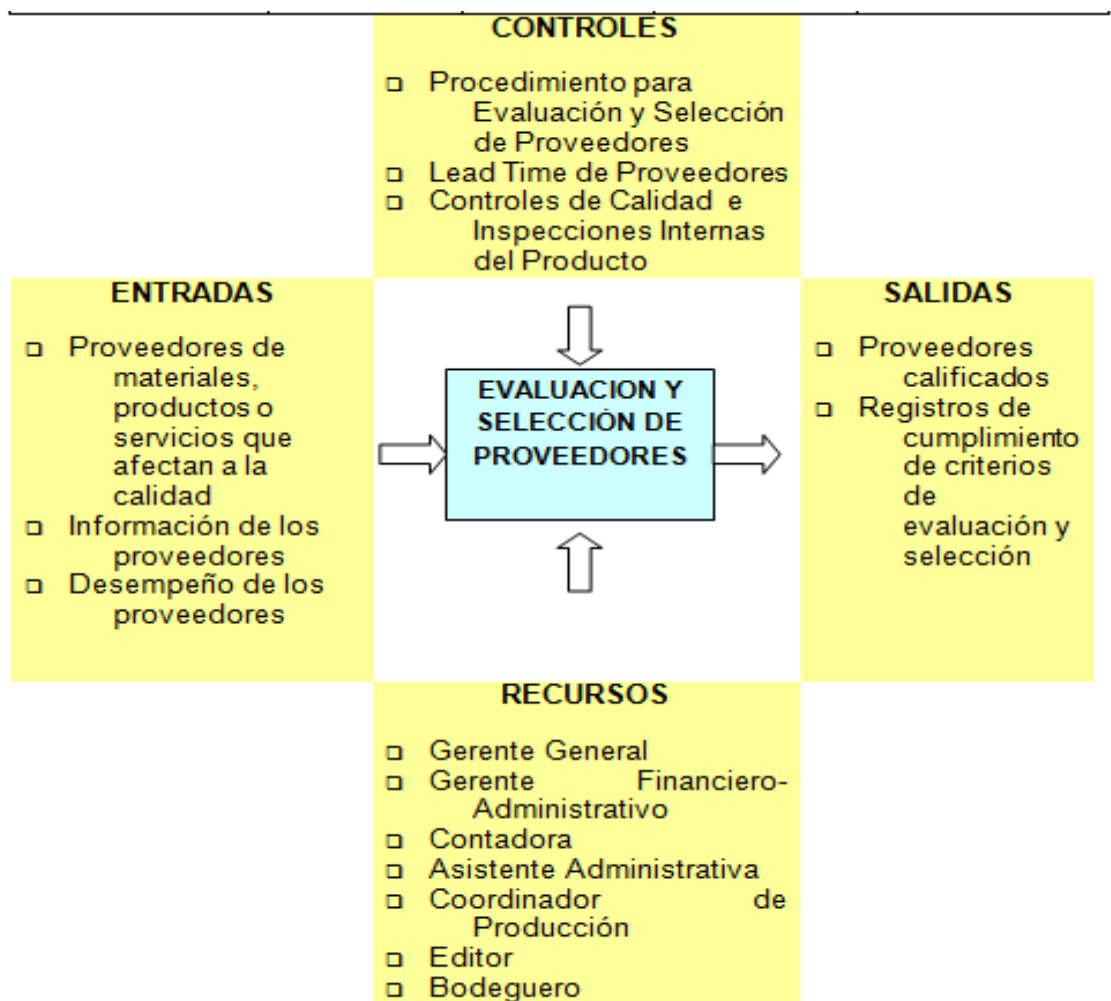 CONTROLES
❑ Procedimiento para
Evaluación y Selección
de Proveedores
❑ Lead Time de Proveedores
❑ Controles de Calidad e
Inspecciones Internas
del Producto
ENTRADAS
❑ Proveedores de
materiales,
productos o
servicios que
afectan a la
calidad
❑ Información de los
proveedores
❑ Desempeño de los
proveedores
EVALUACION Y
SELECCIÓN DE
PROVEEDORES
SALIDAS
❑ Proveedores
calificados
❑ Registros de
cumplimiento
de criterios
de
evaluación y
selección
RECURSOS
❑ Gerente General
❑ Gerente Financiero-
Administrativo
❑ Contadora
❑ Asistente Administrativa
❑ Coordinador de
Producción
❑ Editor
❑ Bodeguero